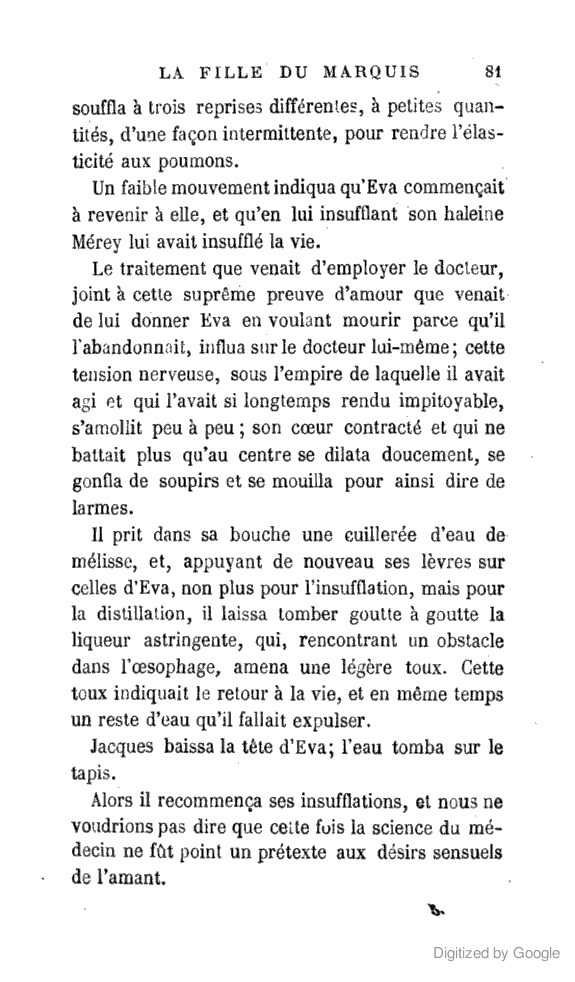 LA FILLE DU MARQUIS 81
souffla à trois reprises différentes, à petites quan-
tités, d'une façon intermittente, pour rendre l'élas-
ticité aux poumons.
Un faible mouvement indiqua qu'Eva commençait
à revenir à elle, et qu'en lui insufflant son haleine
Mérey lui avait insufflé la vie.
Le traitement que venait d'employer le docteur,
joint à cette suprême preuve d'amour que venait
de lui donner Eva en voulant mourir parce qu'il
l'abandonnait, influa sur le docteur lui-même; cette
tension nerveuse, sous l'empire de laquelle il avait
agi et qui l'avait si longtemps rendu impitoyable,
s'amollit peu à peu; son cœur contracté et qui ne
battait plus qu'au centre se dilata doucement, se
gonfla de soupirs et se mouilla pour ainsi dire de
larmes.
Il prit dans sa bouche une cuillerée d'eau de
mélisse, et, appuyant de nouveau ses lèvres sur
celles d'Eva, non plus pour l'insufflation, mais pour
la distillation, il laissa tomber goutte à goutte la
liqueur astringente, qui, rencontrant un obstacle
dans l'œsophage, amena une légère toux. Cette
toux indiquait le retour à la vie, et en même temps
un reste d'eau qu'il fallait expulser.
Jacques baissa la tête d'Eva; l'eau tomba sur le
tapis.
Alors il recommença ses insufflations, et nous ne
voudrions pas dire que cette fois la science du mé-
decin ne fût point un prétexte aux désirs sensuels
de l'amant.
Digitized by Google